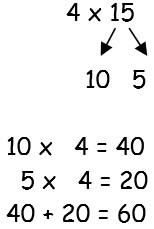 4 x 15
10 5
10 x 4 = 40
5 x 4 = 20
40 + 20 = 60